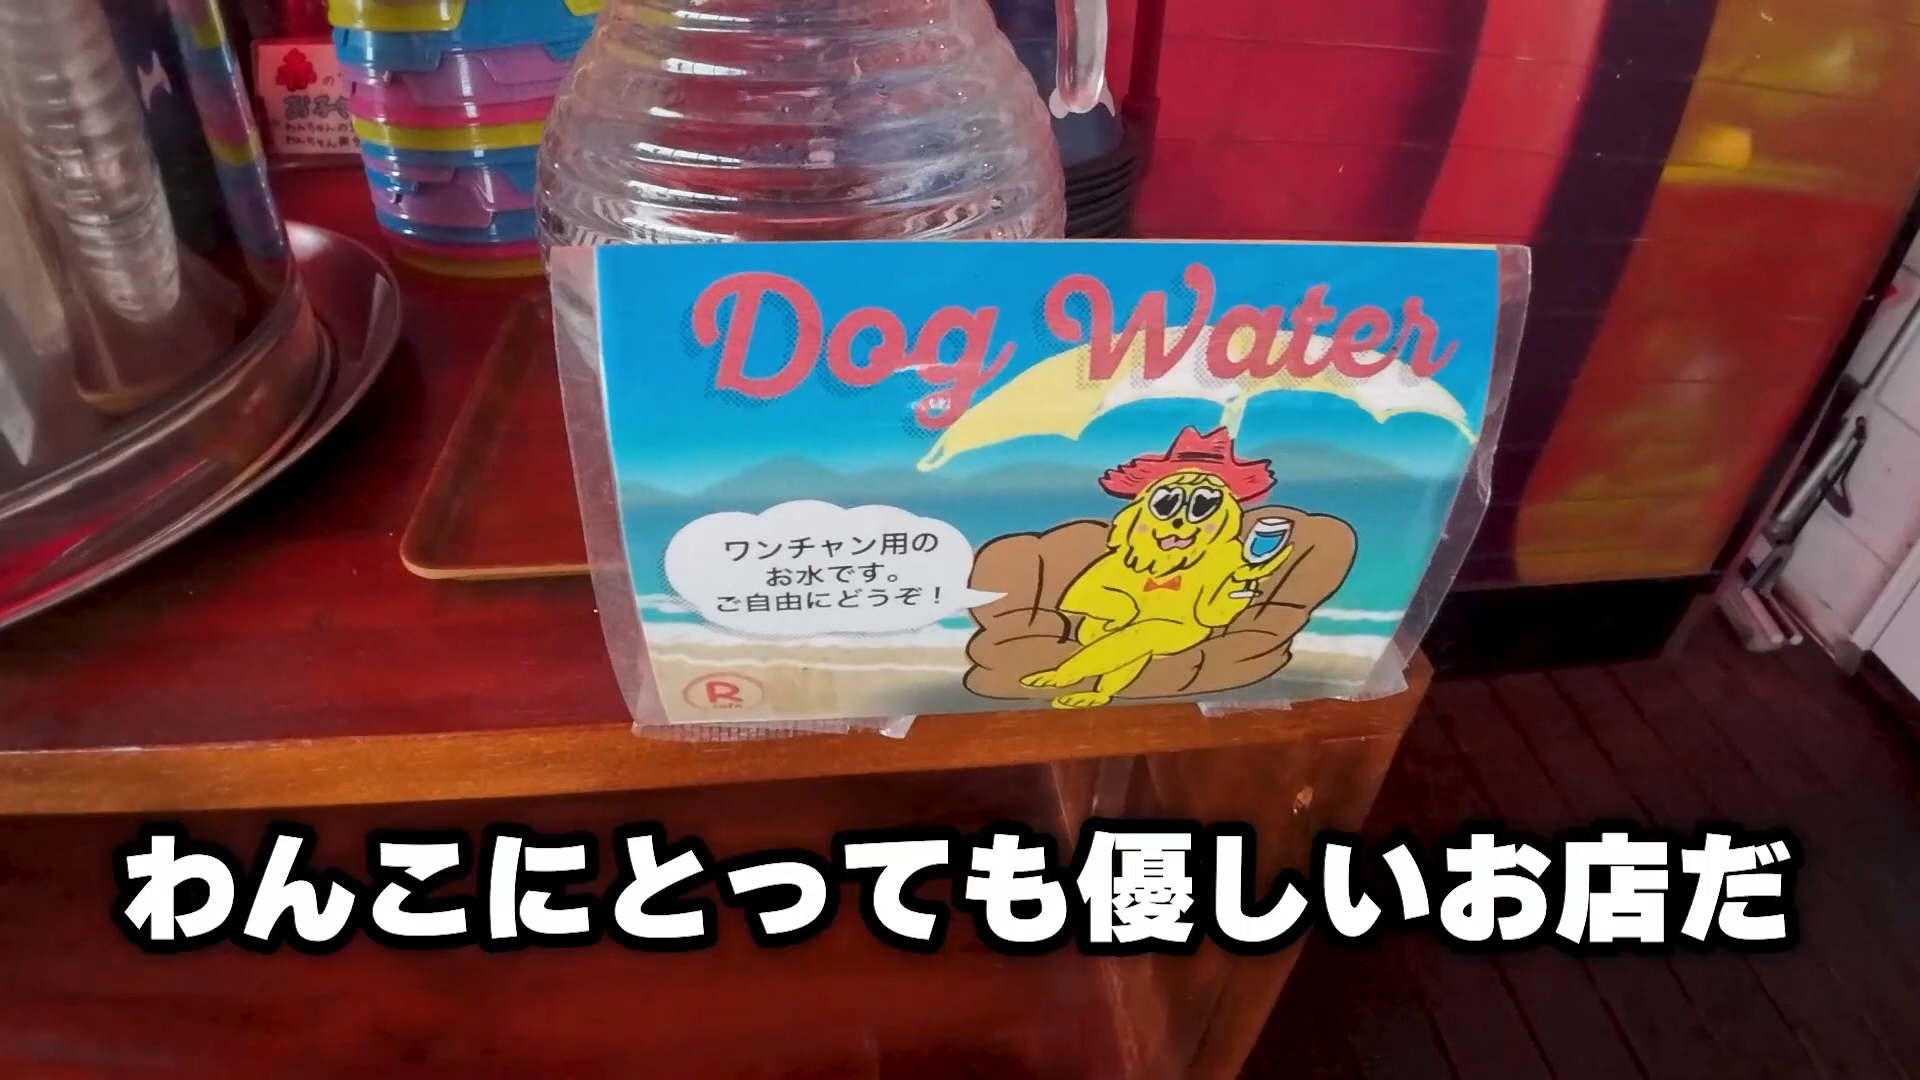 Dog Water
ワンチャン用の
お水です。
ご自由にどうぞ!
R
cafe
わんこにとっても優しいお店だ